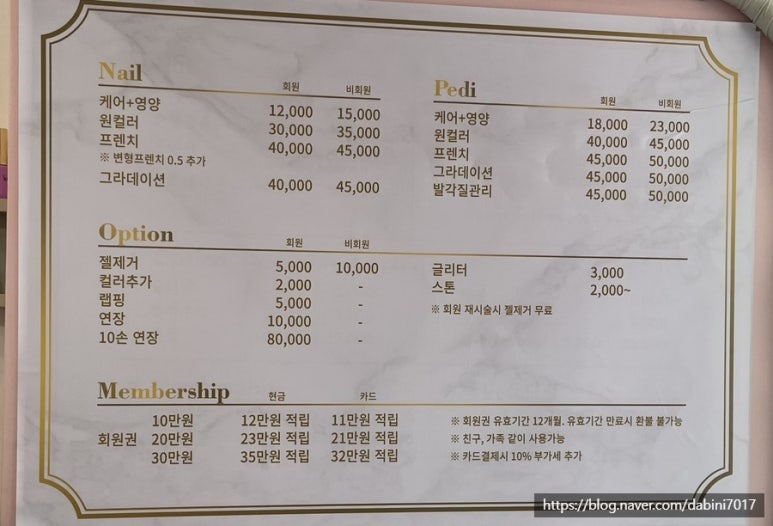 Nail 회원 비회원
케어+영양 12,000 15,000
원컬러 30,000 35,000
프렌치 40,000 45,000
※ 변형프렌치 0.5 추가
그라데이션 40,000 45,000
Pedi 회원 비회원
케어+영양 18,000 23,000
원컬러 40,000 45,000
프렌치 45,000 50,000
그라데이션 45,000 50,000
발각질관리 45,000 50,000
Option 회원 비회원
젤제거 5,000 10,000
컬러추가 2,000 -
랩핑 5,000 -
연장 10,000 -
10손 연장 80,000 -
글리터 3,000
스톤 2,000~
※ 회원 재시술시 젤제거 무료
Membership 현금 카드
회원권
10만원 12만원 적립 11만원 적립
20만원 23만원 적립 21만원 적립
30만원 35만원 적립 32만원 적립
※ 회원권 유효기간 12개월. 유효기간 만료시 환불 불가능
※ 친구, 가족 같이 사용가능
※ 카드결제시 10% 부가세 추가
https://blog.naver.com/dabini7017